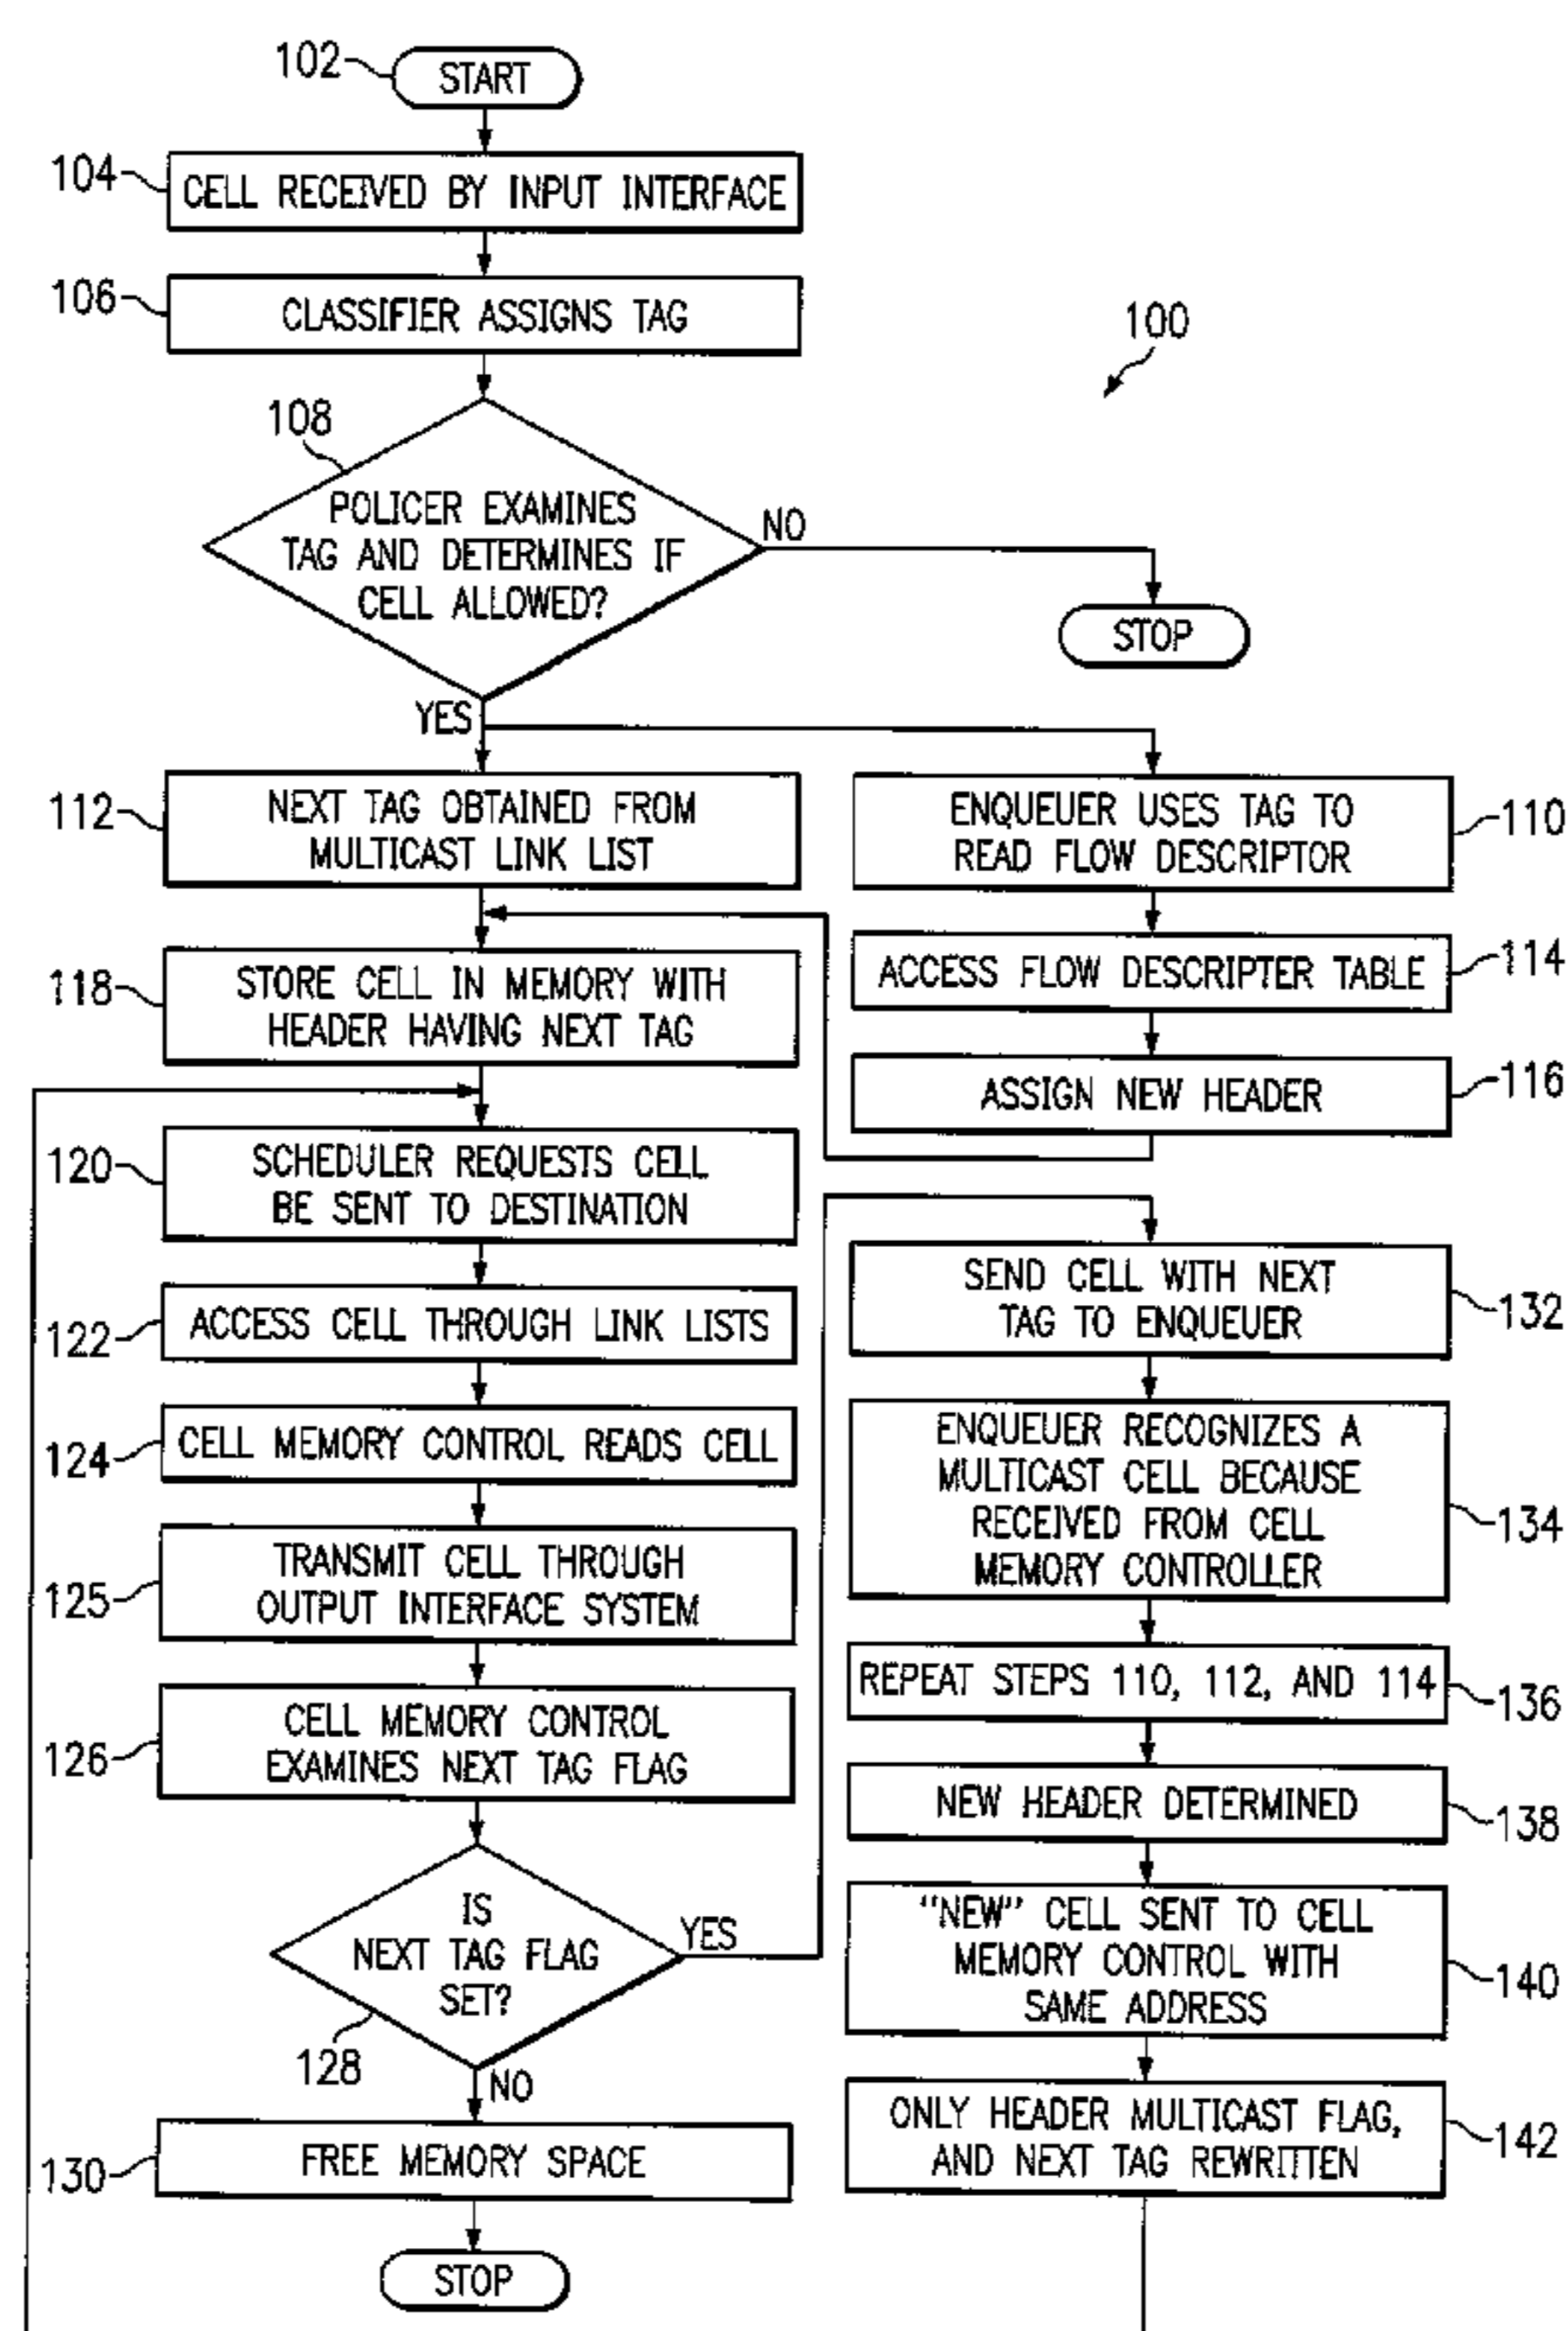 102
START
104
CELL RECEIVED BY INPUT INTERFACE
106
CLASSIFIER ASSIGNS TAG
100
108
POLICER EXAMINES
TAG AND DETERMINES IF
CELL ALLOWED?
NO
STOP
YES
112
NEXT TAG OBTAINED FROM
MULTICAST LINK LIST
ENQUEUER USES TAG TO
READ FLOW DESCRIPTOR
110
ACCESS FLOW DESCRIPTER TABLE
114
118
STORE CELL IN MEMORY WITH
HEADER HAVING NEXT TAG
ASSIGN NEW HEADER
116
120
SCHEDULER REQUESTS CELL
BE SENT TO DESTINATION
122
ACCESS CELL THROUGH LINK LISTS
124
CELL MEMORY CONTROL READS CELL
125
TRANSMIT CELL THROUGH
OUTPUT INTERFACE SYSTEM
126
CELL MEMORY CONTROL
EXAMINES NEXT TAG FLAG
IS
NEXT TAG FLAG
SET?
128
YES
NO
130
FREE MEMORY SPACE
STOP
SEND CELL WITH NEXT
TAG TO ENQUEUER
132
ENQUEUER RECOGNIZES A
MULTICAST CELL BECAUSE
RECEIVED FROM CELL
MEMORY CONTROLLER
134
REPEAT STEPS 110, 112, AND 114
136
NEW HEADER DETERMINED
138
"NEW" CELL SENT TO CELL
MEMORY CONTROL WITH
SAME ADDRESS
140
ONLY HEADER MULTICAST FLAG,
AND NEXT TAG REWRITTEN
142